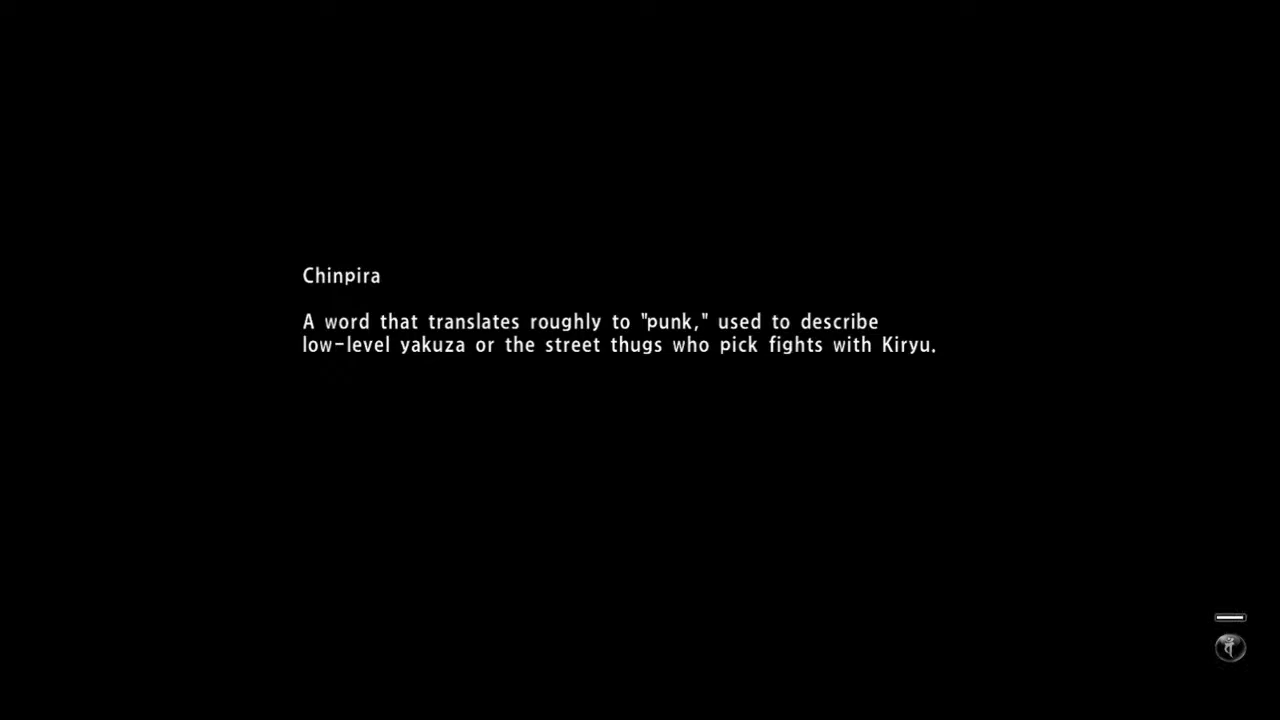 Chinpira
A word that translates roughly to "punk," used to describe
low-level yakuza or the street thugs who pick fights with Kiryu.